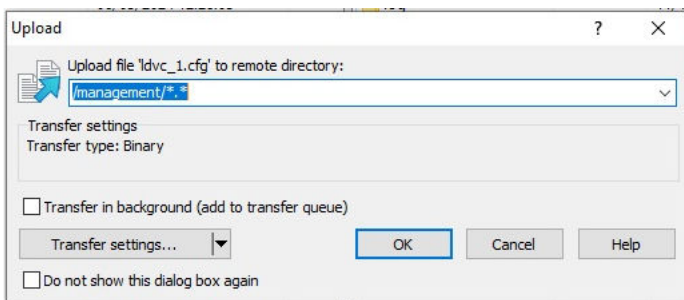 Upload
?
Upload file 'ldvc_1.cfg' to remote directory:
/management/*.*
Transfer settings
Transfer type: Binary
Transfer in background (add to transfer queue)
Transfer settings...
OK
Cancel
Help
Do not show this dialog box again